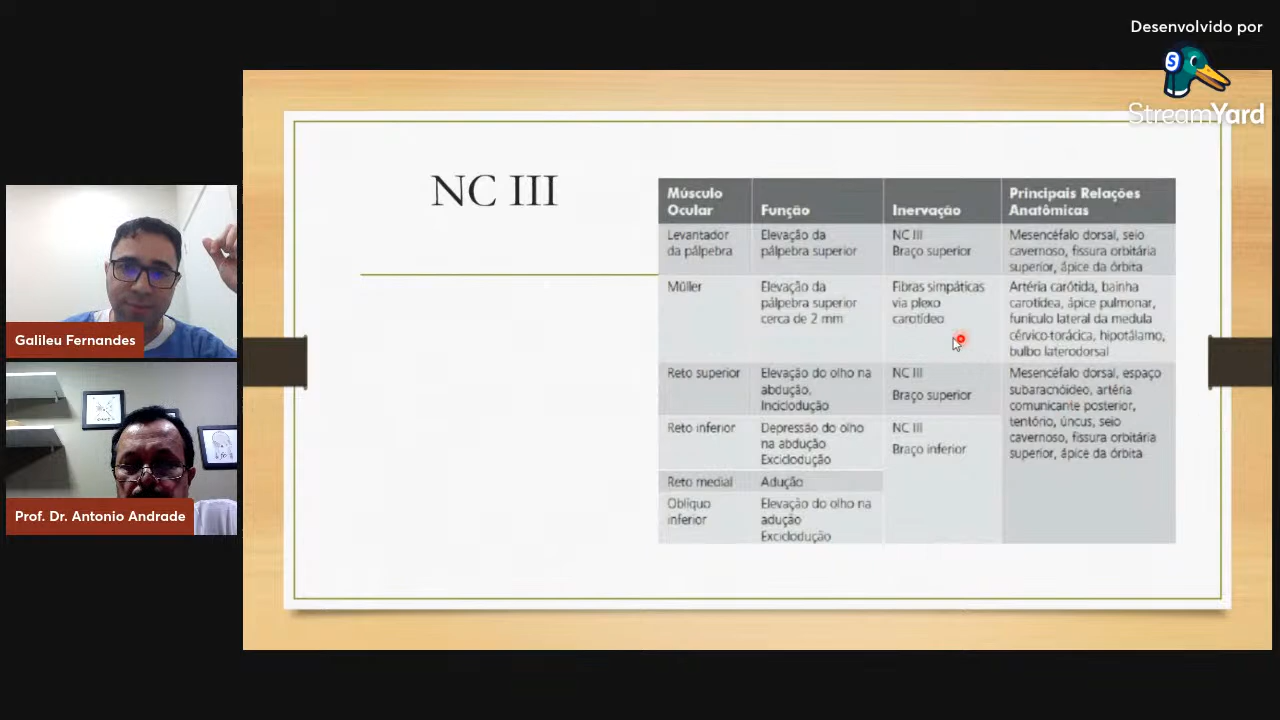 Desenvolvido por
S
StreamYard
NC III
Músculo
Ocular
Função
Inervação
Principais Relações
Anatômicas
Levantador
da pálpebra
Elevação da
pálpebra superior
NC III
Braço superior
Mesencéfalo dorsal, seio
cavernoso, fissura orbitária
superior, ápice da órbita
Müller
Elevação da
pálpebra superior
cerca de 2 mm
Fibras simpáticas
via plexo
carotídeo
Artéria carótida, bainha
carotídea, ápice pulmonar,
funículo lateral da medula
cérvico-torácica, hipotálamo,
bulbo laterodorsal
Reto superior
Elevação do olho na
abdução,
Inciclodução
NC III
Braço superior
Mesencéfalo dorsal, espaço
subaracnóideo, artéria
comunicante posterior,
tentório, úncus, seio
cavernoso, fissura orbitária
superior, ápice da órbita
Reto inferior
Depressão do olho
na abdução
Exciclodução
NC III
Braço inferior
Reto medial
Adução
Oblíquo
inferior
Elevação do olho na
adução
Exciclodução
Galileu Fernandes
Prof. Dr. Antonio Andrade